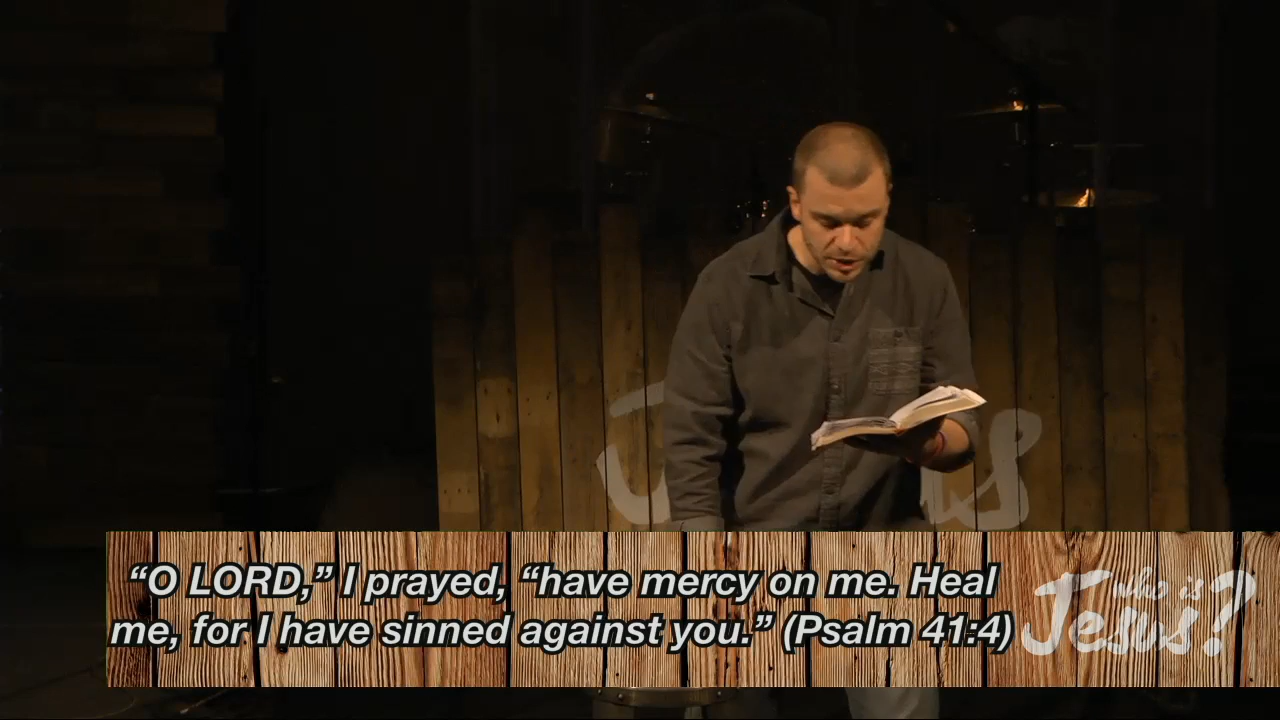 “O LORD,” I prayed, “have mercy on me. Heal
me, for I have sinned against you.” (Psalm 41:4)
who is
Jesus?
J us